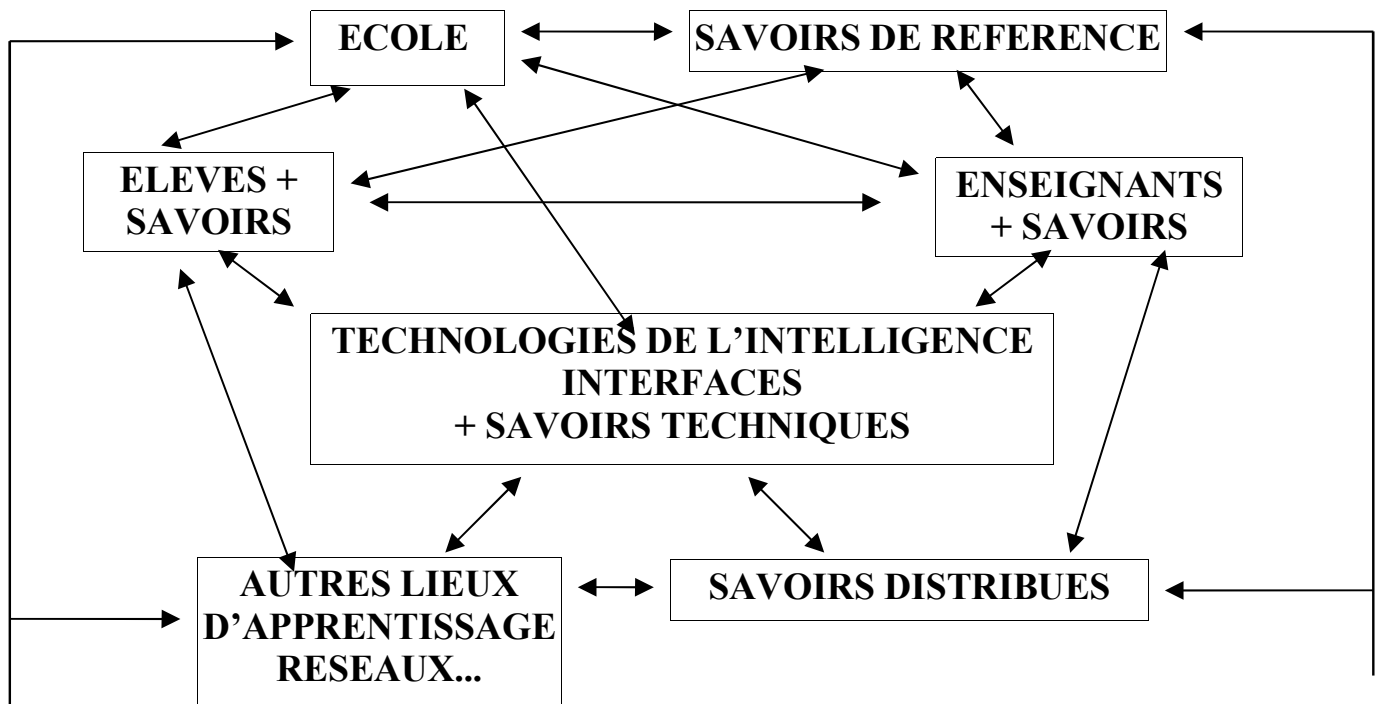 ECOLE
SAVOIRS DE REFERENCE
ELEVES +
SAVOIRS
ENSEIGNANTS
+ SAVOIRS
TECHNOLOGIES DE L’INTELLIGENCE
INTERFACES
+ SAVOIRS TECHNIQUES
AUTRES LIEUX
D’APPRENTISSAGE
RESEAUX...
SAVOIRS DISTRIBUES